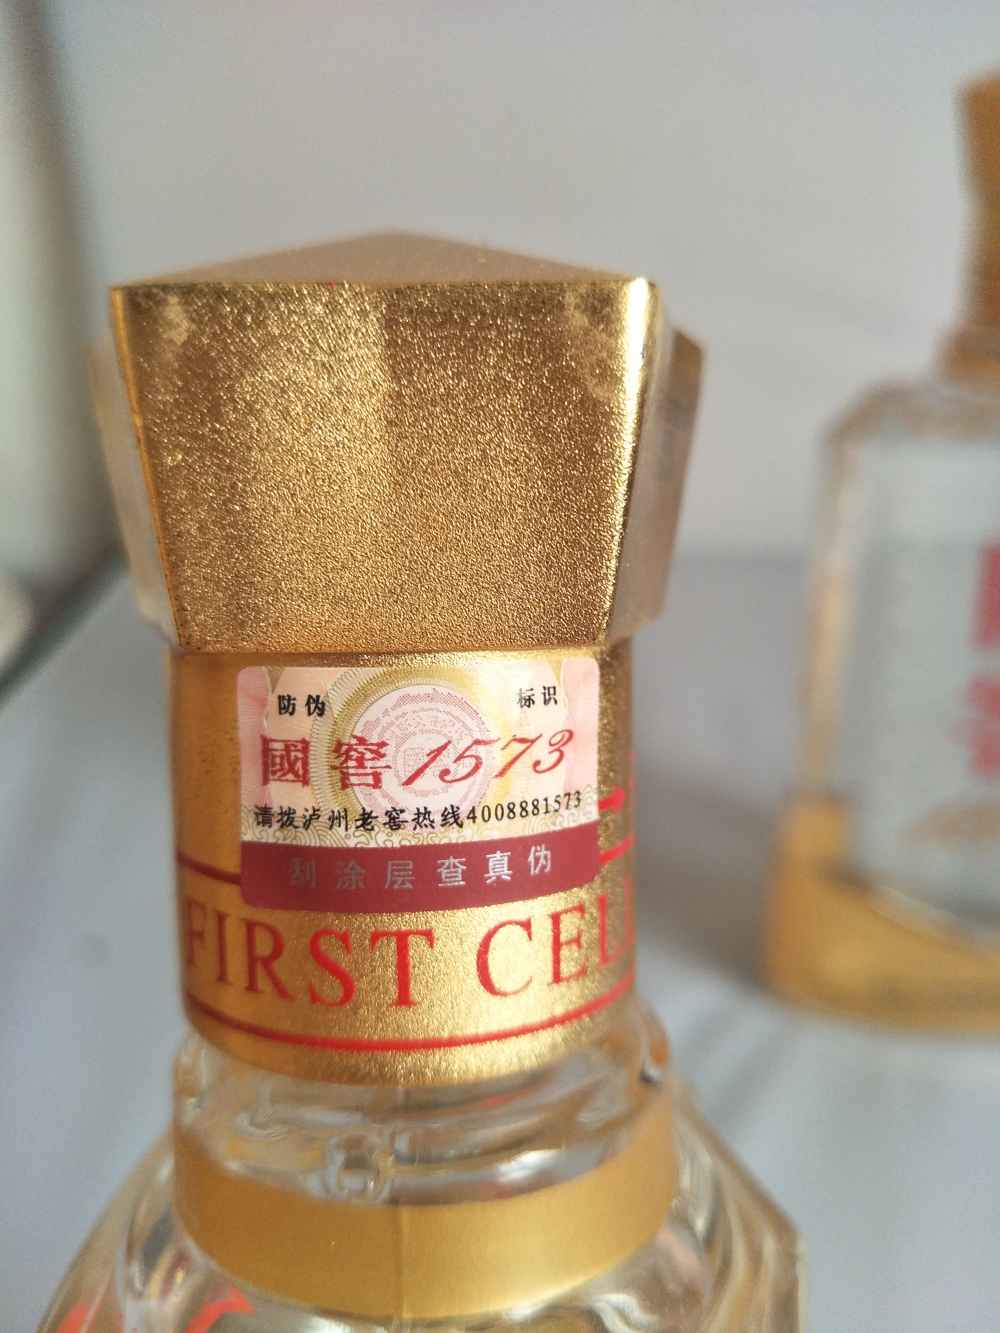 防伪 标识
國窖1573
请拨泸州老窖热线4008881573
刮涂层查真伪
FIRST CEL